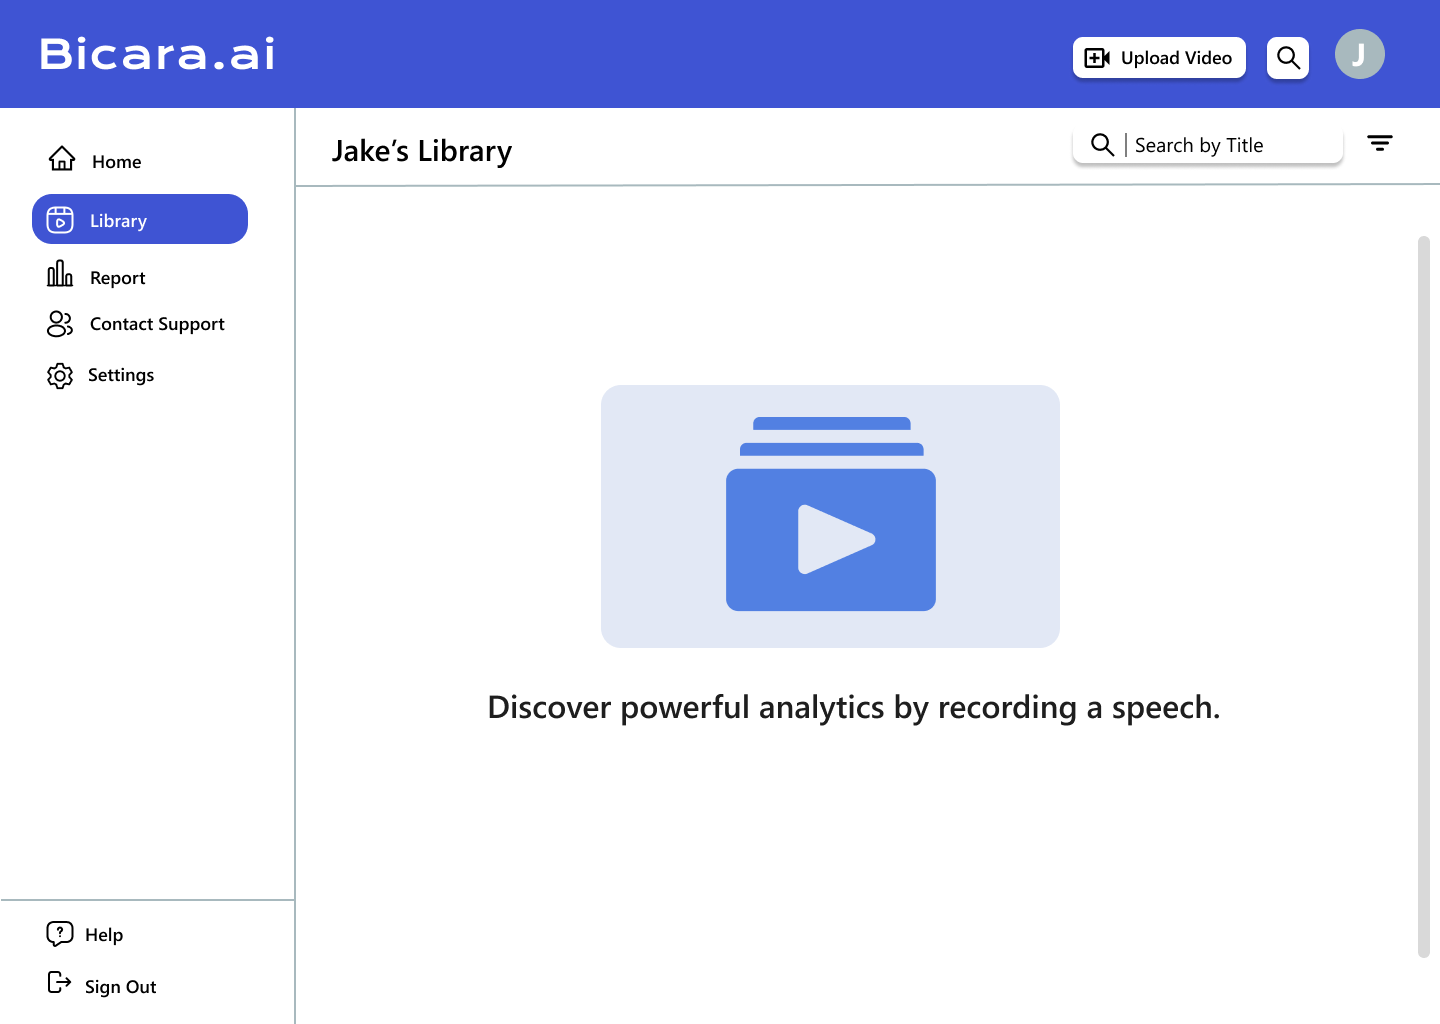 Bicara.ai
Upload Video
J
Home
Library
Report
Contact Support
Settings
Jake’s Library
Search by Title
Discover powerful analytics by recording a speech.
Help
Sign Out